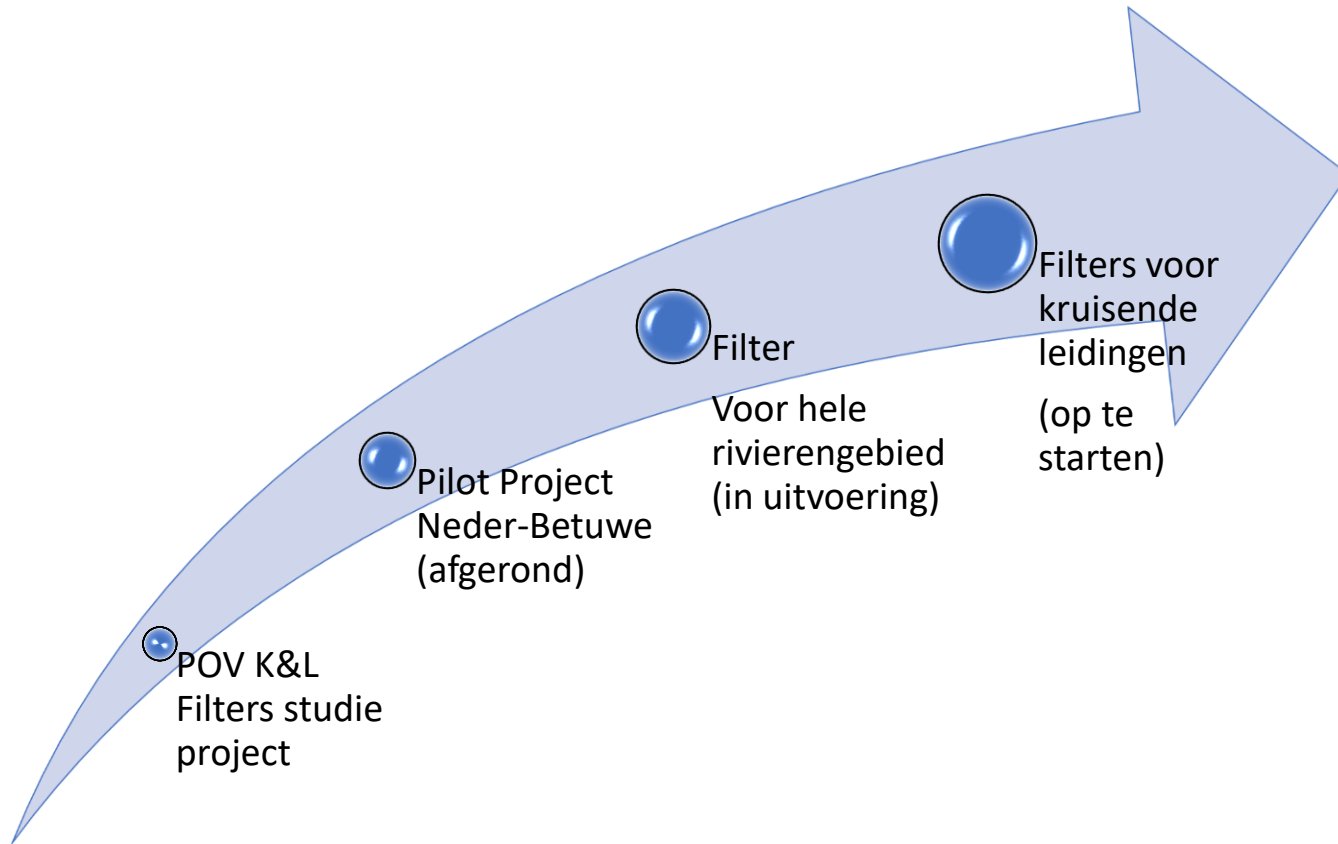 POV K&L
Filters studie
project
Pilot Project
Neder-Betuwe
(afgerond)
Filter
Voor hele
rivierengebied
(in uitvoering)
Filters voor
kruisende
leidingen
(op te
starten)